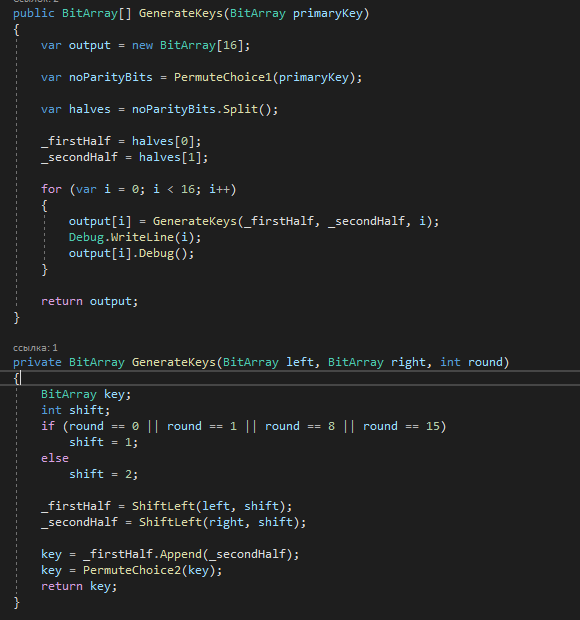 ссылок: 2
public BitArray[] GenerateKeys(BitArray primaryKey)
{
var output = new BitArray[16];
var noParityBits = PermuteChoice1(primaryKey);
var halves = noParityBits.Split();
_firstHalf = halves[0];
_secondHalf = halves[1];
for (var i = 0; i < 16; i++)
{
output[i] = GenerateKeys(_firstHalf, _secondHalf, i);
Debug.WriteLine(i);
output[i].Debug();
}
return output;
}
ссылка: 1
private BitArray GenerateKeys(BitArray left, BitArray right, int round)
{
BitArray key;
int shift;
if (round == 0 || round == 1 || round == 8 || round == 15)
shift = 1;
else
shift = 2;
_firstHalf = ShiftLeft(left, shift);
_secondHalf = ShiftLeft(right, shift);
key = _firstHalf.Append(_secondHalf);
key = PermuteChoice2(key);
return key;
}